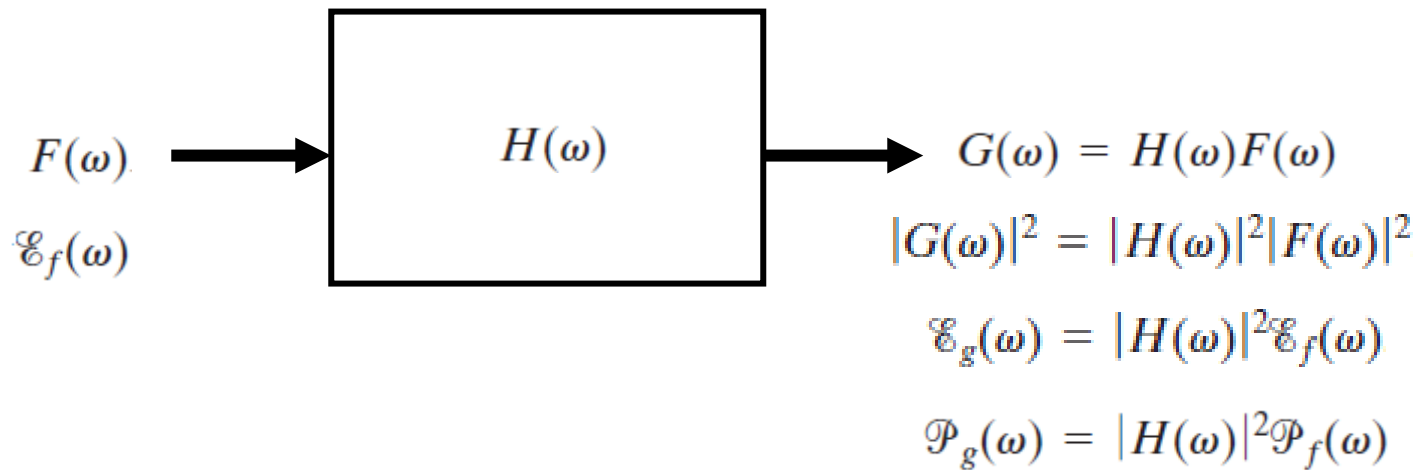 F(ω)
ℰ_f(ω)
H(ω)
G(ω) = H(ω)F(ω)
|G(ω)|² = |H(ω)|²|F(ω)|²
ℰ_g(ω) = |H(ω)|²ℰ_f(ω)
𝒫_g(ω) = |H(ω)|²𝒫_f(ω)